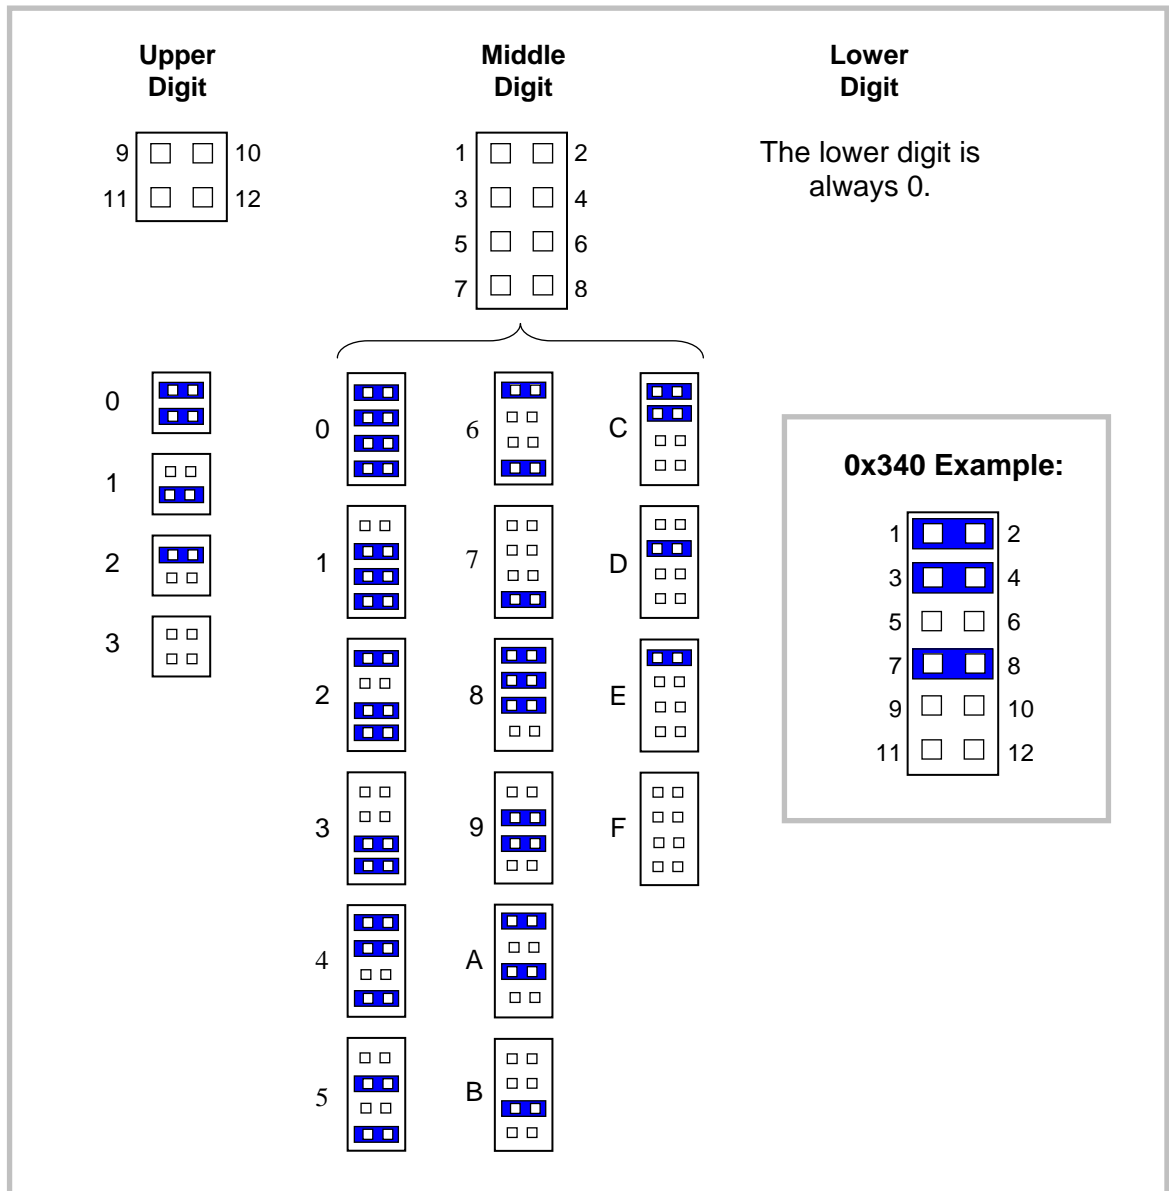 Upper
Digit
Middle
Digit
Lower
Digit
9 10
11 12
1 2
3 4
5 6
7 8
The lower digit is
always 0.
0
1
2
3
0
1
2
3
4
5
6
7
8
9
A
B
C
D
E
F
0x340 Example:
1 2
3 4
5 6
7 8
9 10
11 12